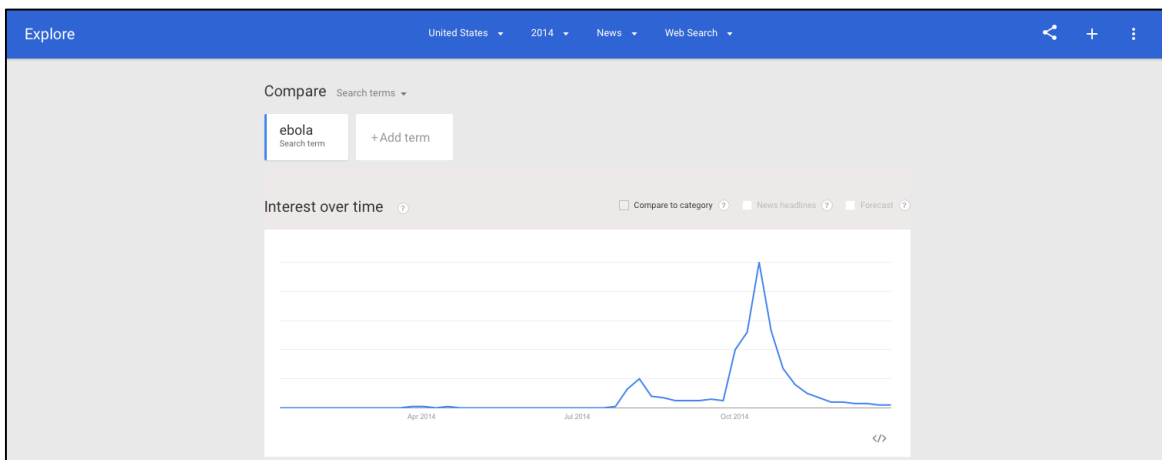 Explore United States 2014 News Web Search
Compare Search terms
ebola
Search term
+Add term
Interest over time ? Compare to category ? News headlines ? Forecast ?
Apr 2014 Jul 2014 Oct 2014
</>